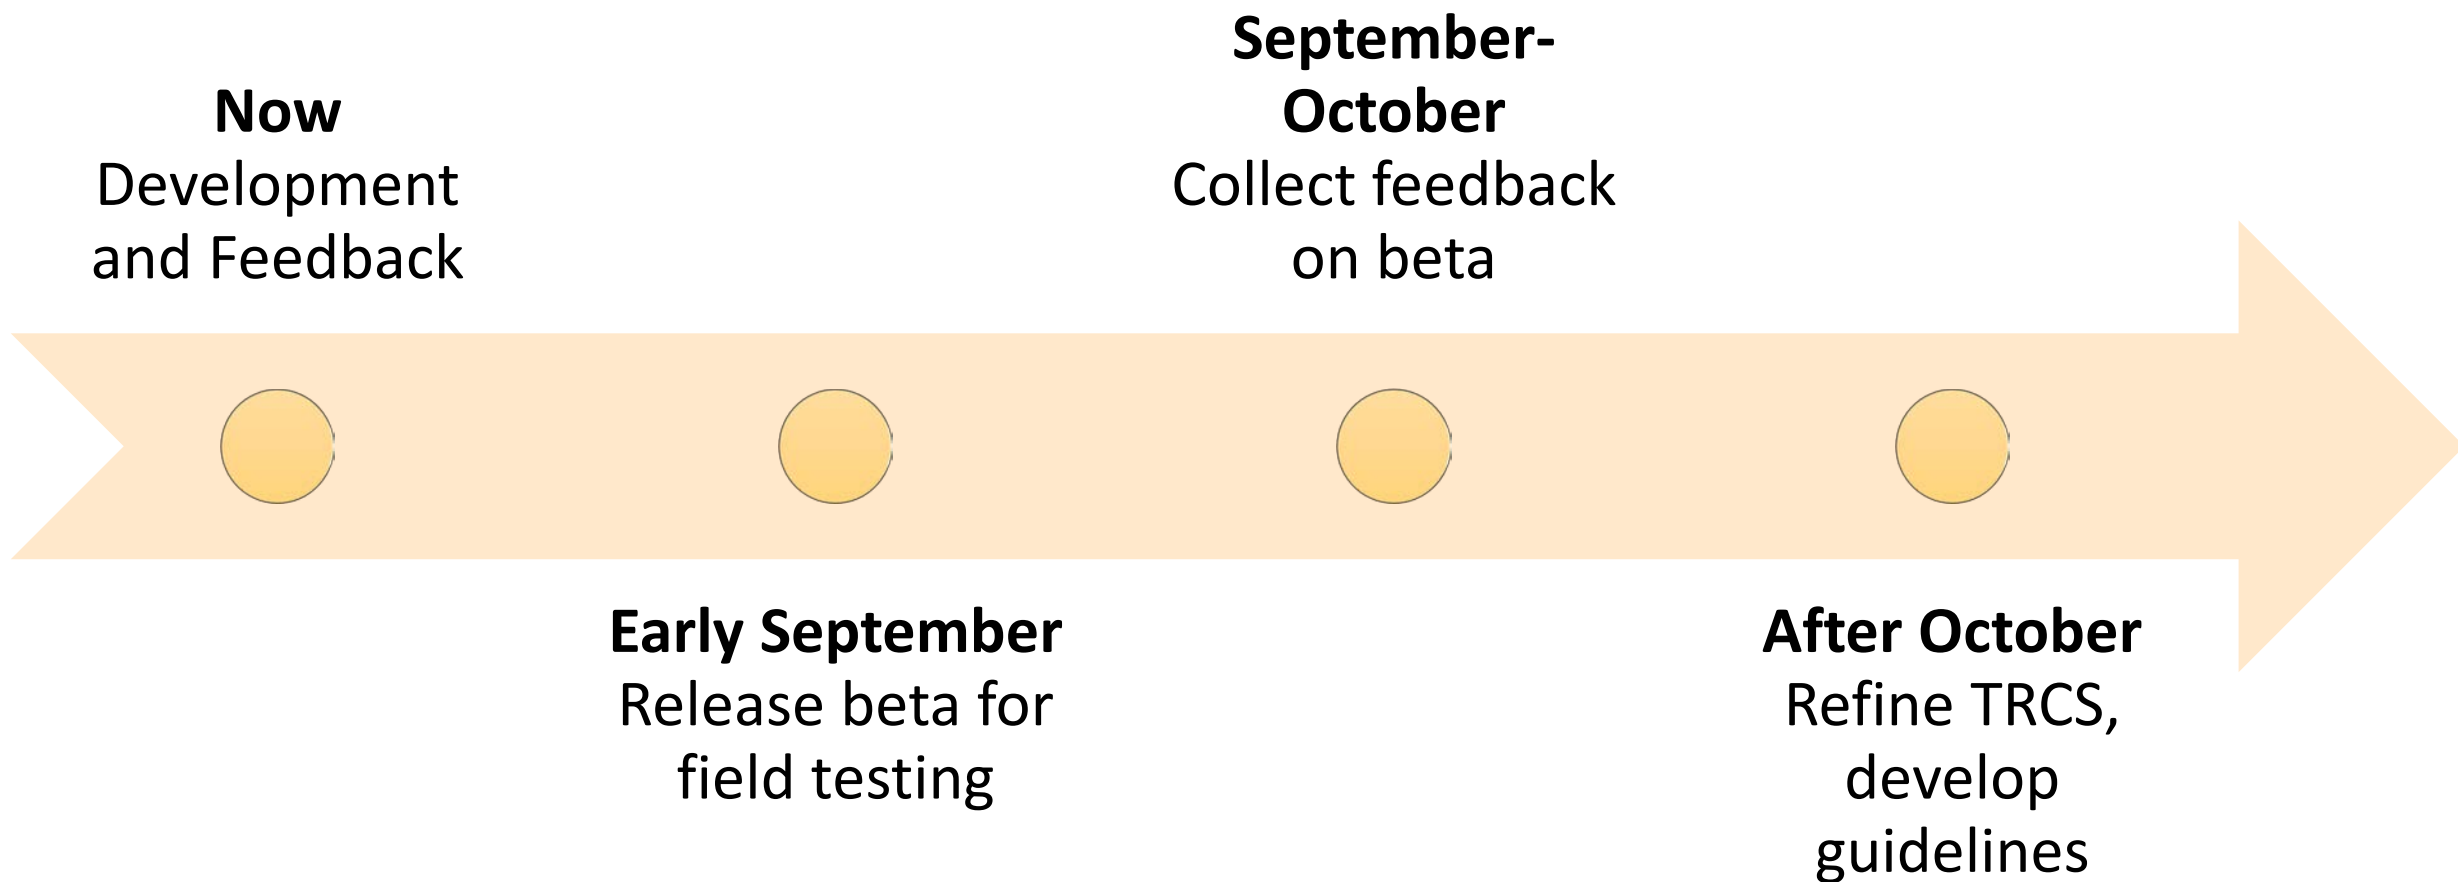 Now
Development
and Feedback
Early September
Release beta for
field testing
September-
October
Collect feedback
on beta
After October
Refine TRCS,
develop
guidelines